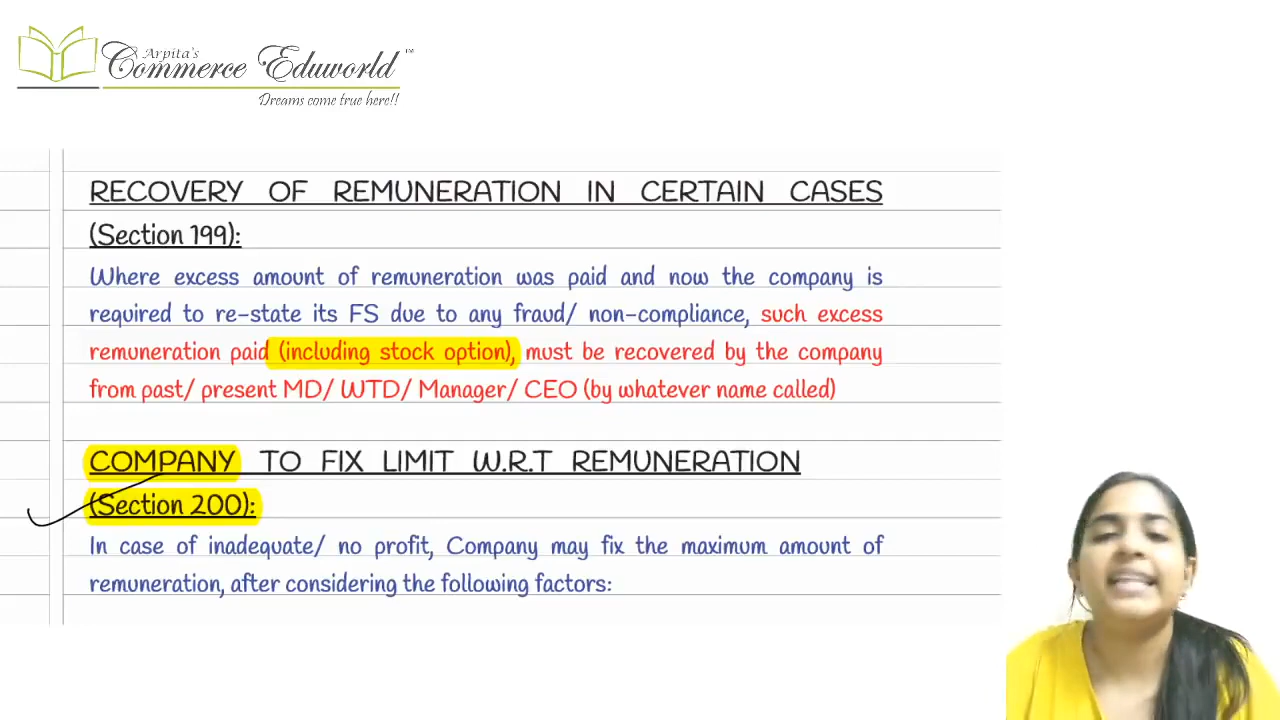 Arpita's
Commerce Eduworld™
Dreams come true here!!
RECOVERY OF REMUNERATION IN CERTAIN CASES
(Section 199):
Where excess amount of remuneration was paid and now the company is
required to re-state its FS due to any fraud/ non-compliance, such excess
remuneration paid (including stock option), must be recovered by the company
from past/ present MD/ WTD/ Manager/ CEO (by whatever name called)
COMPANY TO FIX LIMIT W.R.T REMUNERATION
(Section 200):
In case of inadequate/ no profit, Company may fix the maximum amount of
remuneration, after considering the following factors: